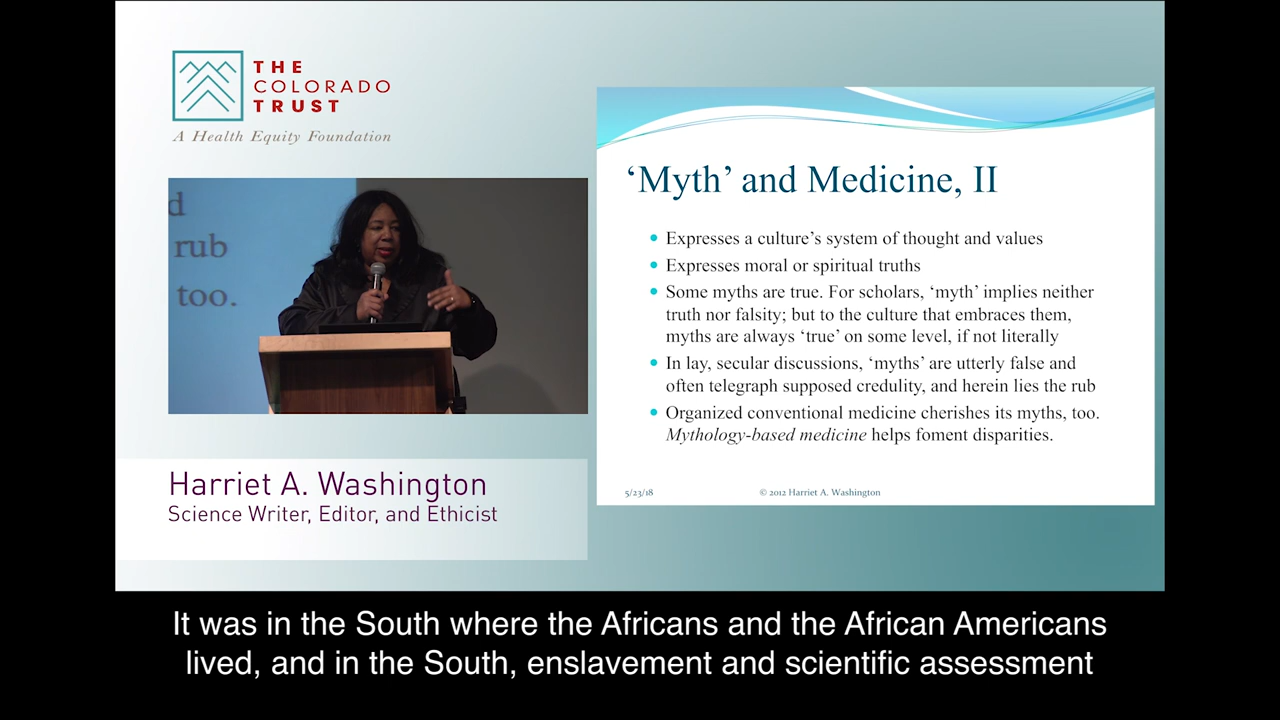 THE
COLORADO
TRUST
A Health Equity Foundation
d
rub
too.
Harriet A. Washington
Science Writer, Editor, and Ethicist
‘Myth’ and Medicine, II
Expresses a culture’s system of thought and values
Expresses moral or spiritual truths
Some myths are true. For scholars, ‘myth’ implies neither
truth nor falsity; but to the culture that embraces them,
myths are always ‘true’ on some level, if not literally
In lay, secular discussions, ‘myths’ are utterly false and
often telegraph supposed credulity, and herein lies the rub
Organized conventional medicine cherishes its myths, too.
Mythology-based medicine helps foment disparities.
5/23/18 © 2012 Harriet A. Washington
It was in the South where the Africans and the African Americans
lived, and in the South, enslavement and scientific assessment